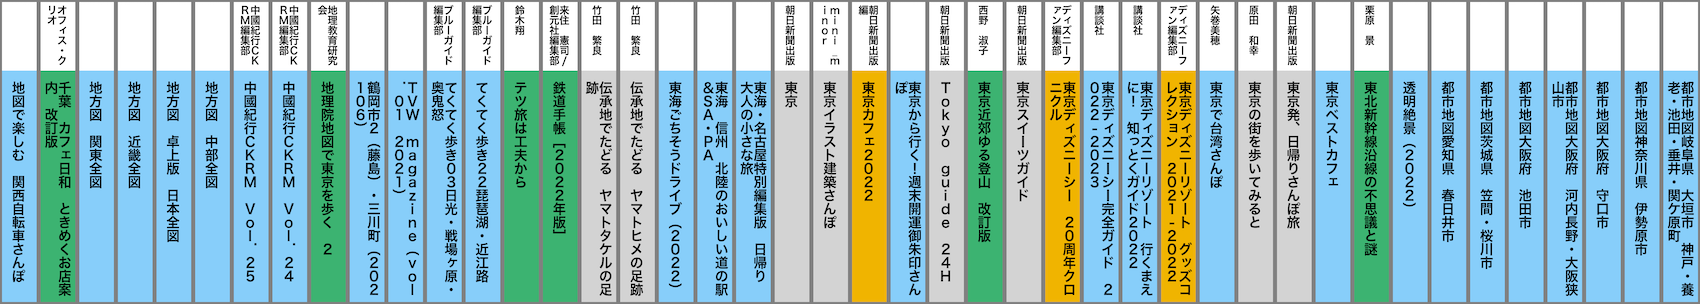 地図で楽しむ　関西自転車さんぽ
オフィス・ク
リオ
千葉　カフェ日和　ときめくお店案
内　改訂版
地方図　関東全図
地方図　近畿全図
地方図　卓上版　日本全図
地方図　中部全図
中國紀行CK
RM編集部
中國紀行CKRM　Vol.25
中國紀行CK
RM編集部
中國紀行CKRM　Vol.24
地理教育研究
会
地理院地図で東京を歩く　2
鶴岡市2（藤島）・三川町（202
106）
TVW　magazine（vol
.01　2021）
ブルーガイド
編集部
てくてく歩き03日光・戦場ヶ原・
奥鬼怒
ブルーガイド
編集部
てくてく歩き22琵琶湖・近江路
鈴木翔
テツ旅は工夫から
来住　憲司/
創元社編集部
鉄道手帳［2022年版］
竹田　繁良
伝承地でたどる　ヤマトタケルの足
跡
竹田　繁良
伝承地でたどる　ヤマトヒメの足跡
東海ごちそうドライブ（2022）
東海　信州　北陸のおいしい道の駅
＆SA・PA
東海・名古屋特別編集版　日帰り
大人の小さな旅
朝日新聞出版
東京
mini_m
inor
東京イラスト建築さんぽ
朝日新聞出版
編
東京カフェ2022
東京から行く！週末開運御朱印さん
ぽ
朝日新聞出版
Tokyo　guide　24H
西野　淑子
東京近郊ゆる登山　改訂版
朝日新聞出版
東京スイーツガイド
ディズニーフ
ァン編集部
東京ディズニーシー　20周年クロ
ニクル
講談社
東京ディズニーシー完全ガイド　2
022-2023
講談社
東京ディズニーリゾート　行くまえ
に！　知っとくガイド2022
ディズニーフ
ァン編集部
東京ディズニーリゾート　グッズコ
レクション　2021-2022
矢巻美穂
東京で台湾さんぽ
原田　和幸
東京の街を歩いてみると
朝日新聞出版
東京発、日帰りさんぽ旅
東京ベストカフェ
栗原　景
東北新幹線沿線の不思議と謎
透明絶景（2022）
都市地図愛知県　春日井市
都市地図茨城県　笠間・桜川市
都市地図大阪府　池田市
都市地図大阪府　河内長野・大阪狭
山市
都市地図大阪府　守口市
都市地図神奈川県　伊勢原市
都市地図岐阜県　大垣市　神戸・養
老・池田・垂井・関ケ原町